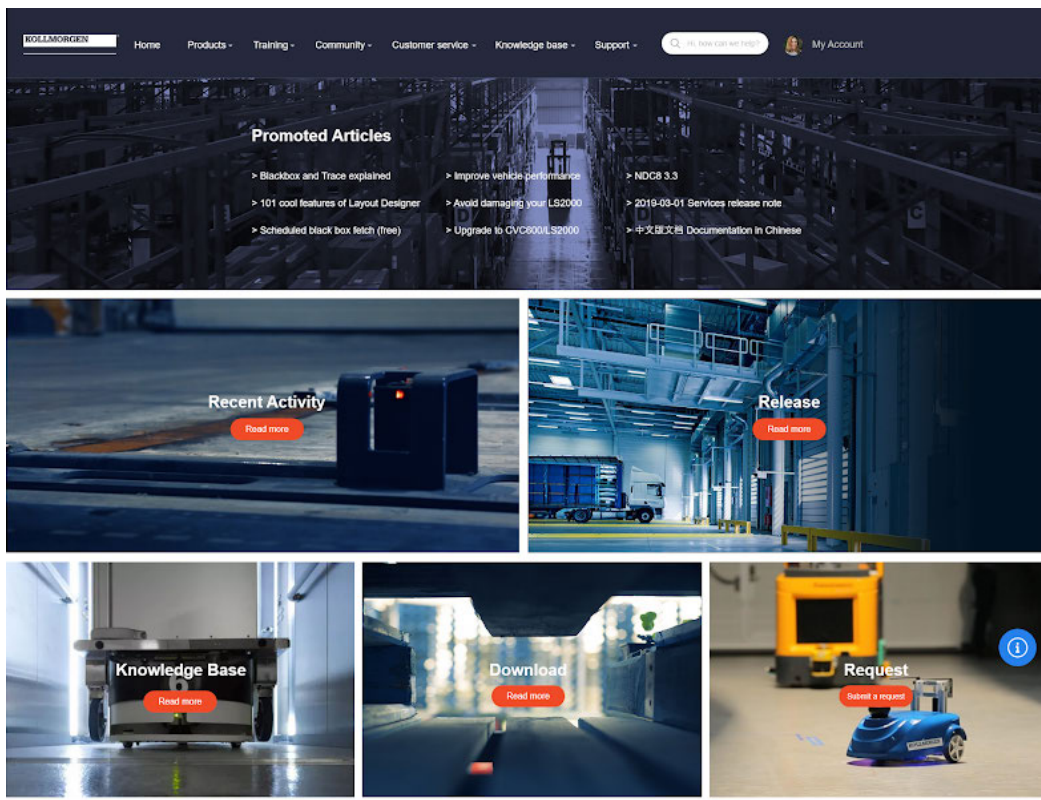 KOLLMORGEN
Home Products Training Community Customer service Knowledge base Support Hi, how can we help? My Account
Promoted Articles
> Blackbox and Trace explained > Improve vehicle performance > NDC8 3.3
> 101 cool features of Layout Designer > Avoid damaging your LS2000 > 2019-03-01 Services release note
> Scheduled black box fetch (free) > Upgrade to CVC600/LS2000 > 中文版文档 Documentation in Chinese
D
D
C
Recent Activity
Read more
Release
Read more
Knowledge Base
6
Read more
Download
Read more
Request
Submit a request
KOLLMORGEN